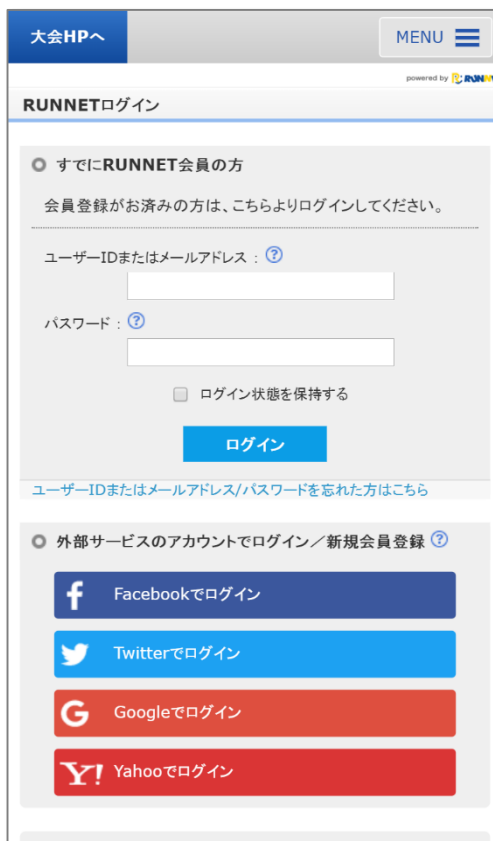 大会HPへ
MENU
powered by RUNNET
RUNNETログイン
すでにRUNNET会員の方
会員登録がお済みの方は、こちらよりログインしてください。
ユーザーIDまたはメールアドレス : ?
パスワード : ?
ログイン状態を保持する
ログイン
ユーザーIDまたはメールアドレス/パスワードを忘れた方はこちら
外部サービスのアカウントでログイン／新規会員登録 ?
f Facebookでログイン
Twitterでログイン
G Googleでログイン
Y! Yahooでログイン